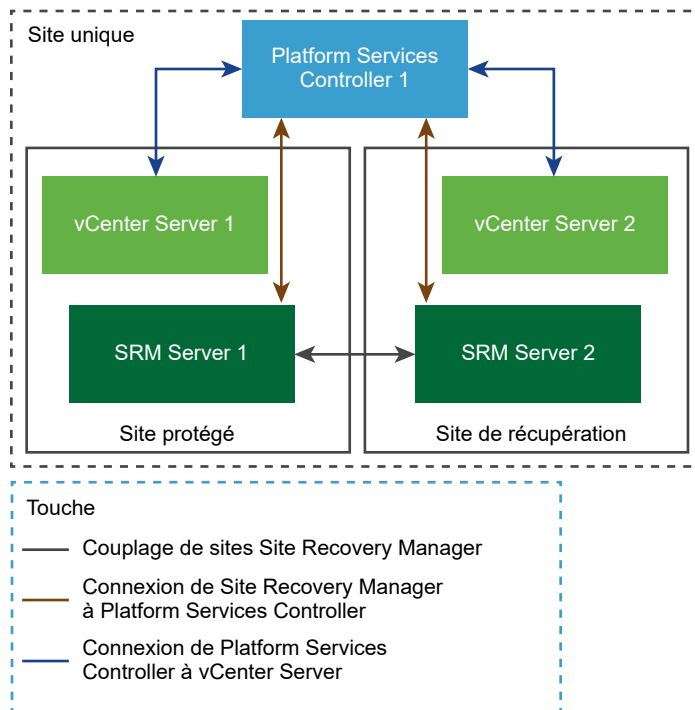 Site unique
Platform Services
Controller 1
vCenter Server 1
vCenter Server 2
SRM Server 1
SRM Server 2
Site protégé
Site de récupération
Touche
Couplage de sites Site Recovery Manager
Connexion de Site Recovery Manager
à Platform Services Controller
Connexion de Platform Services
Controller à vCenter Server